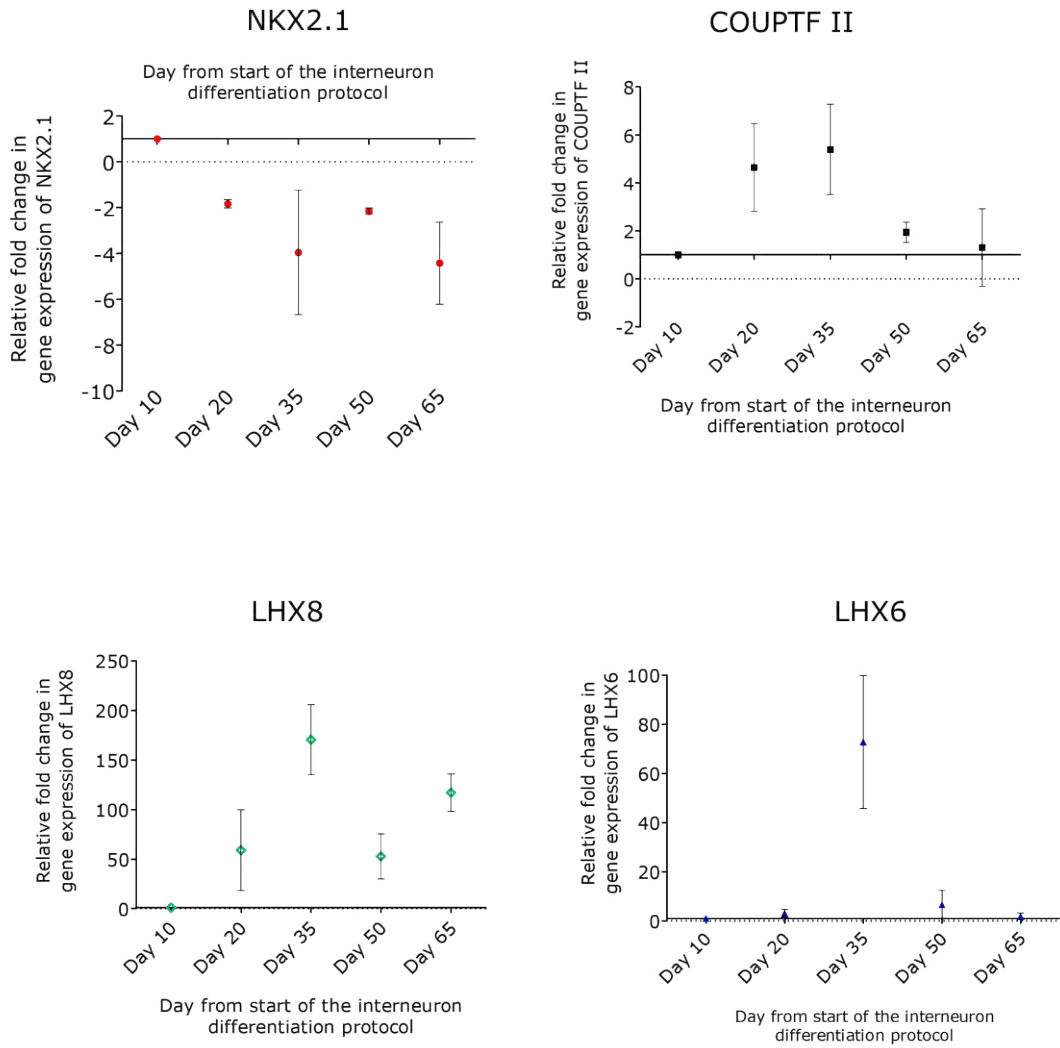 NKX2.1
Day from start of the interneuron
differentiation protocol
Relative fold change in
gene expression of NKX2.1
2
0
-2
-4
-6
-8
-10
Day 10
Day 20
Day 35
Day 50
Day 65
COUPTF II
Relative fold change in
gene expression of COUPTF II
8
6
4
2
0
-2
Day 10
Day 20
Day 35
Day 50
Day 65
Day from start of the interneuron
differentiation protocol
LHX8
Relative fold change in
gene expression of LHX8
250
200
150
100
50
0
Day 10
Day 20
Day 35
Day 50
Day 65
Day from start of the interneuron
differentiation protocol
LHX6
Relative fold change in
gene expression of LHX6
100
80
60
40
20
0
Day 10
Day 20
Day 35
Day 50
Day 65
Day from start of the interneuron
differentiation protocol